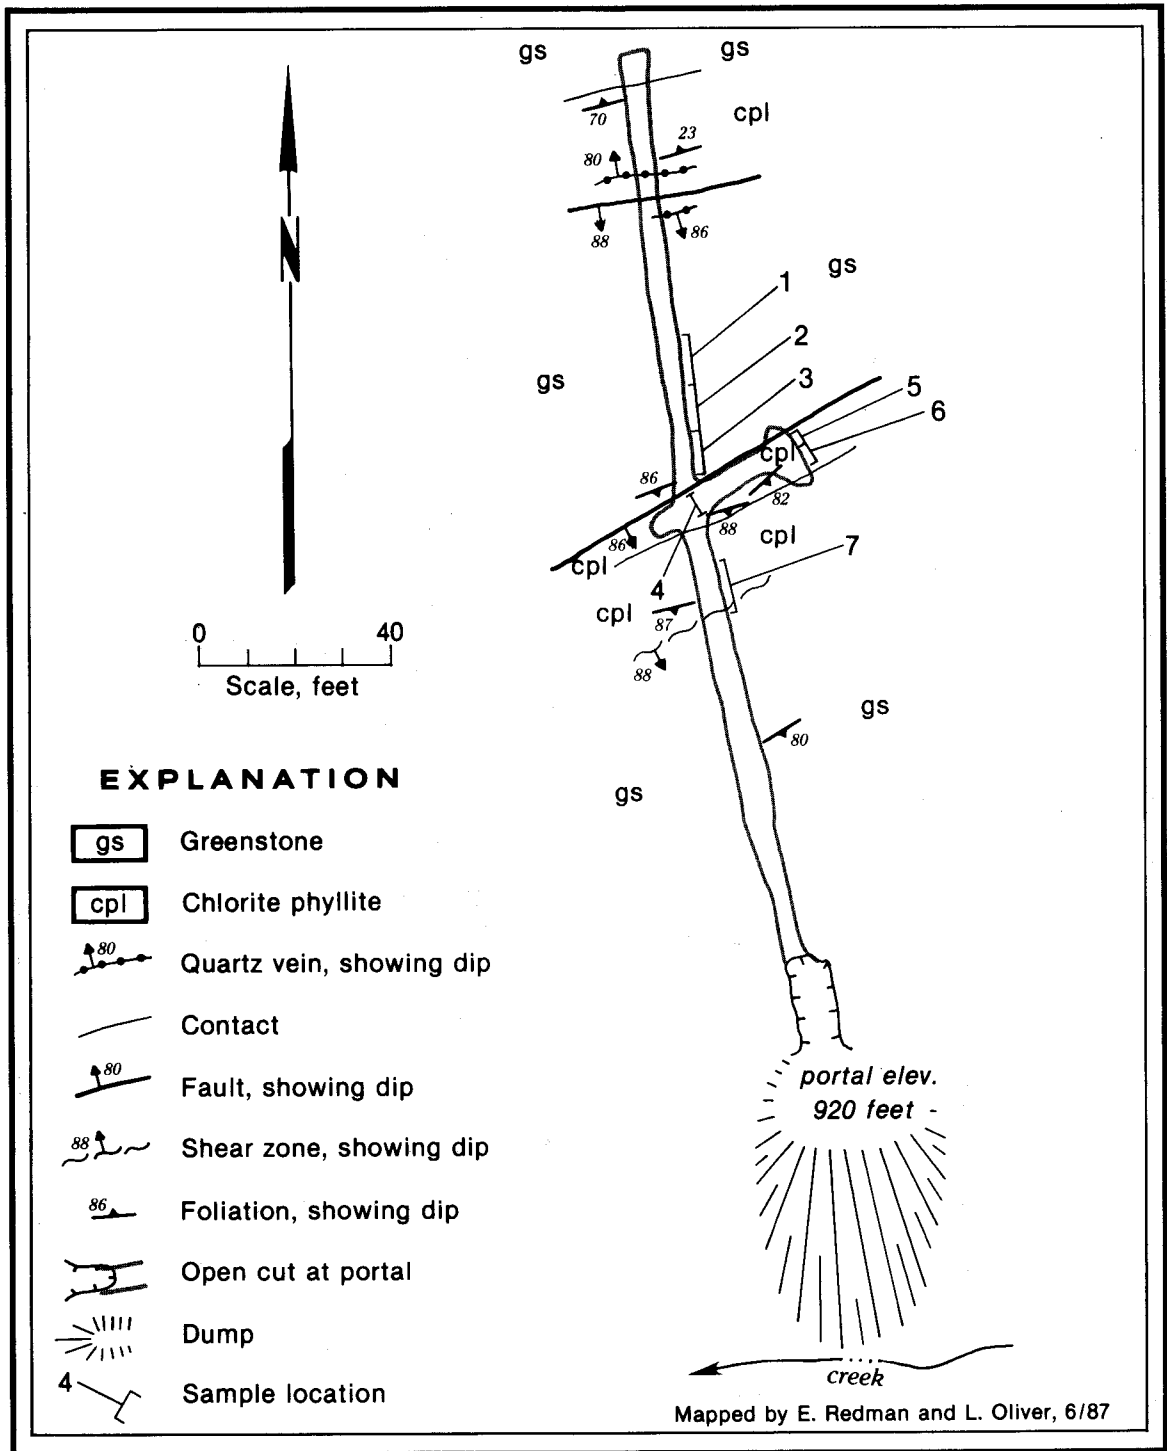 gs
gs
cpl
70
23
80
88
86
gs
1
2
gs
3
5
6
cpl
86
82
88
86
cpl
cpl
7
4
cpl
87
88
N
0 40
Scale, feet
gs
80
gs
EXPLANATION
gs Greenstone
cpl Chlorite phyllite
80 Quartz vein, showing dip
Contact
80 Fault, showing dip
88 Shear zone, showing dip
86 Foliation, showing dip
Open cut at portal
Dump
4 Sample location
portal elev.
920 feet
creek
Mapped by E. Redman and L. Oliver, 6/87